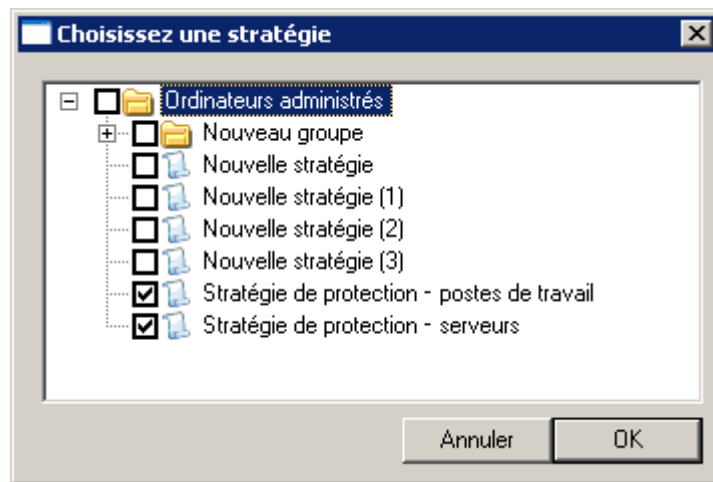 Choisissez une stratégie
Ordinateurs administrés
Nouveau groupe
Nouvelle stratégie
Nouvelle stratégie (1)
Nouvelle stratégie (2)
Nouvelle stratégie (3)
Stratégie de protection - postes de travail
Stratégie de protection - serveurs
Annuler
OK